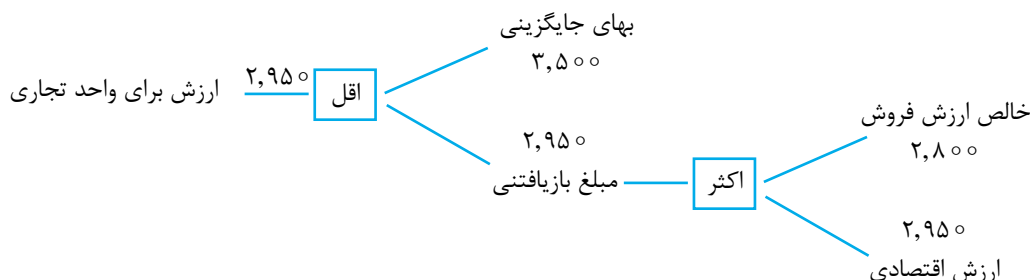 بهای جایگزینی
۳,۵۰۰
ارزش برای واحد تجاری
۲,۹۵۰
اقل
خالص ارزش فروش
۲,۸۰۰
۲,۹۵۰
مبلغ بازیافتنی
اکثر
۲,۹۵۰
ارزش اقتصادی